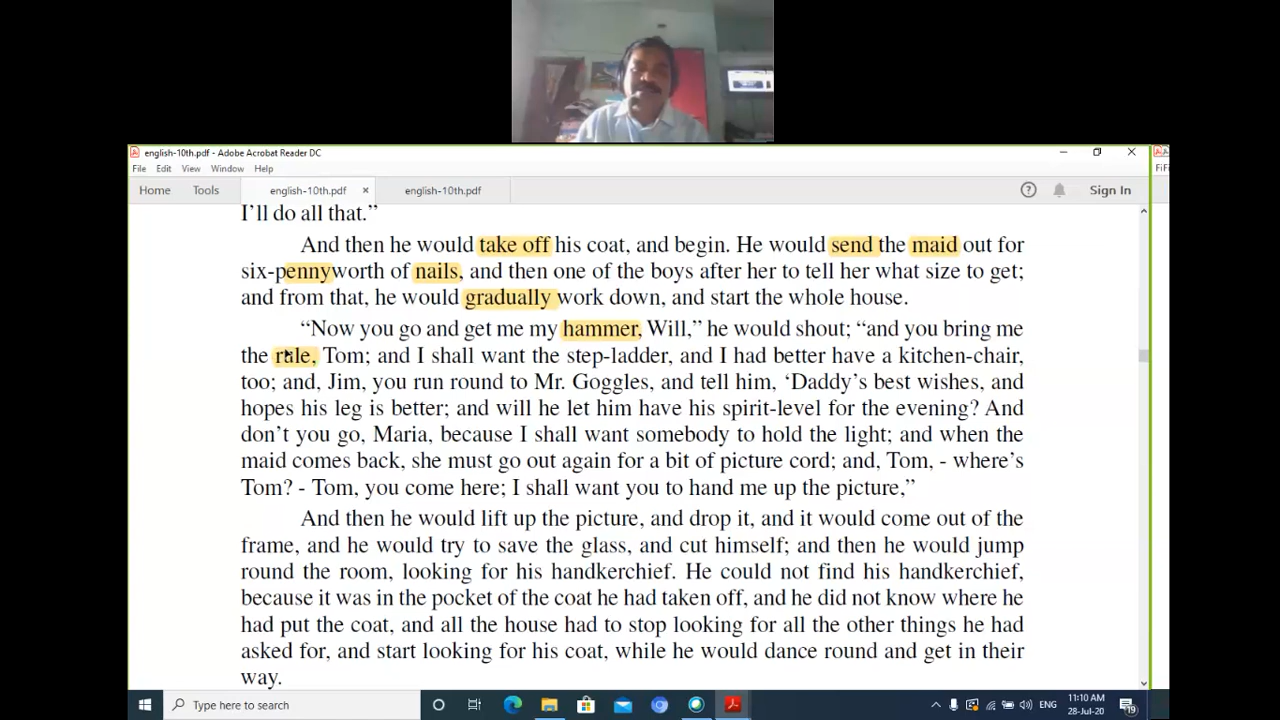 english-10th.pdf - Adobe Acrobat Reader DC
File Edit View Window Help
Home Tools english-10th.pdf × english-10th.pdf Sign In
I'll do all that.”
And then he would take off his coat, and begin. He would send the maid out for
six-pennyworth of nails, and then one of the boys after her to tell her what size to get;
and from that, he would gradually work down, and start the whole house.
“Now you go and get me my hammer, Will,” he would shout; “and you bring me
the rule, Tom; and I shall want the step-ladder, and I had better have a kitchen-chair,
too; and, Jim, you run round to Mr. Goggles, and tell him, ‘Daddy’s best wishes, and
hopes his leg is better; and will he let him have his spirit-level for the evening? And
don’t you go, Maria, because I shall want somebody to hold the light; and when the
maid comes back, she must go out again for a bit of picture cord; and, Tom, - where’s
Tom? - Tom, you come here; I shall want you to hand me up the picture,”
And then he would lift up the picture, and drop it, and it would come out of the
frame, and he would try to save the glass, and cut himself; and then he would jump
round the room, looking for his handkerchief. He could not find his handkerchief,
because it was in the pocket of the coat he had taken off, and he did not know where he
had put the coat, and all the house had to stop looking for all the other things he had
asked for, and start looking for his coat, while he would dance round and get in their
way.
Type here to search
ENG
11:10 AM
28-Jul-20
19